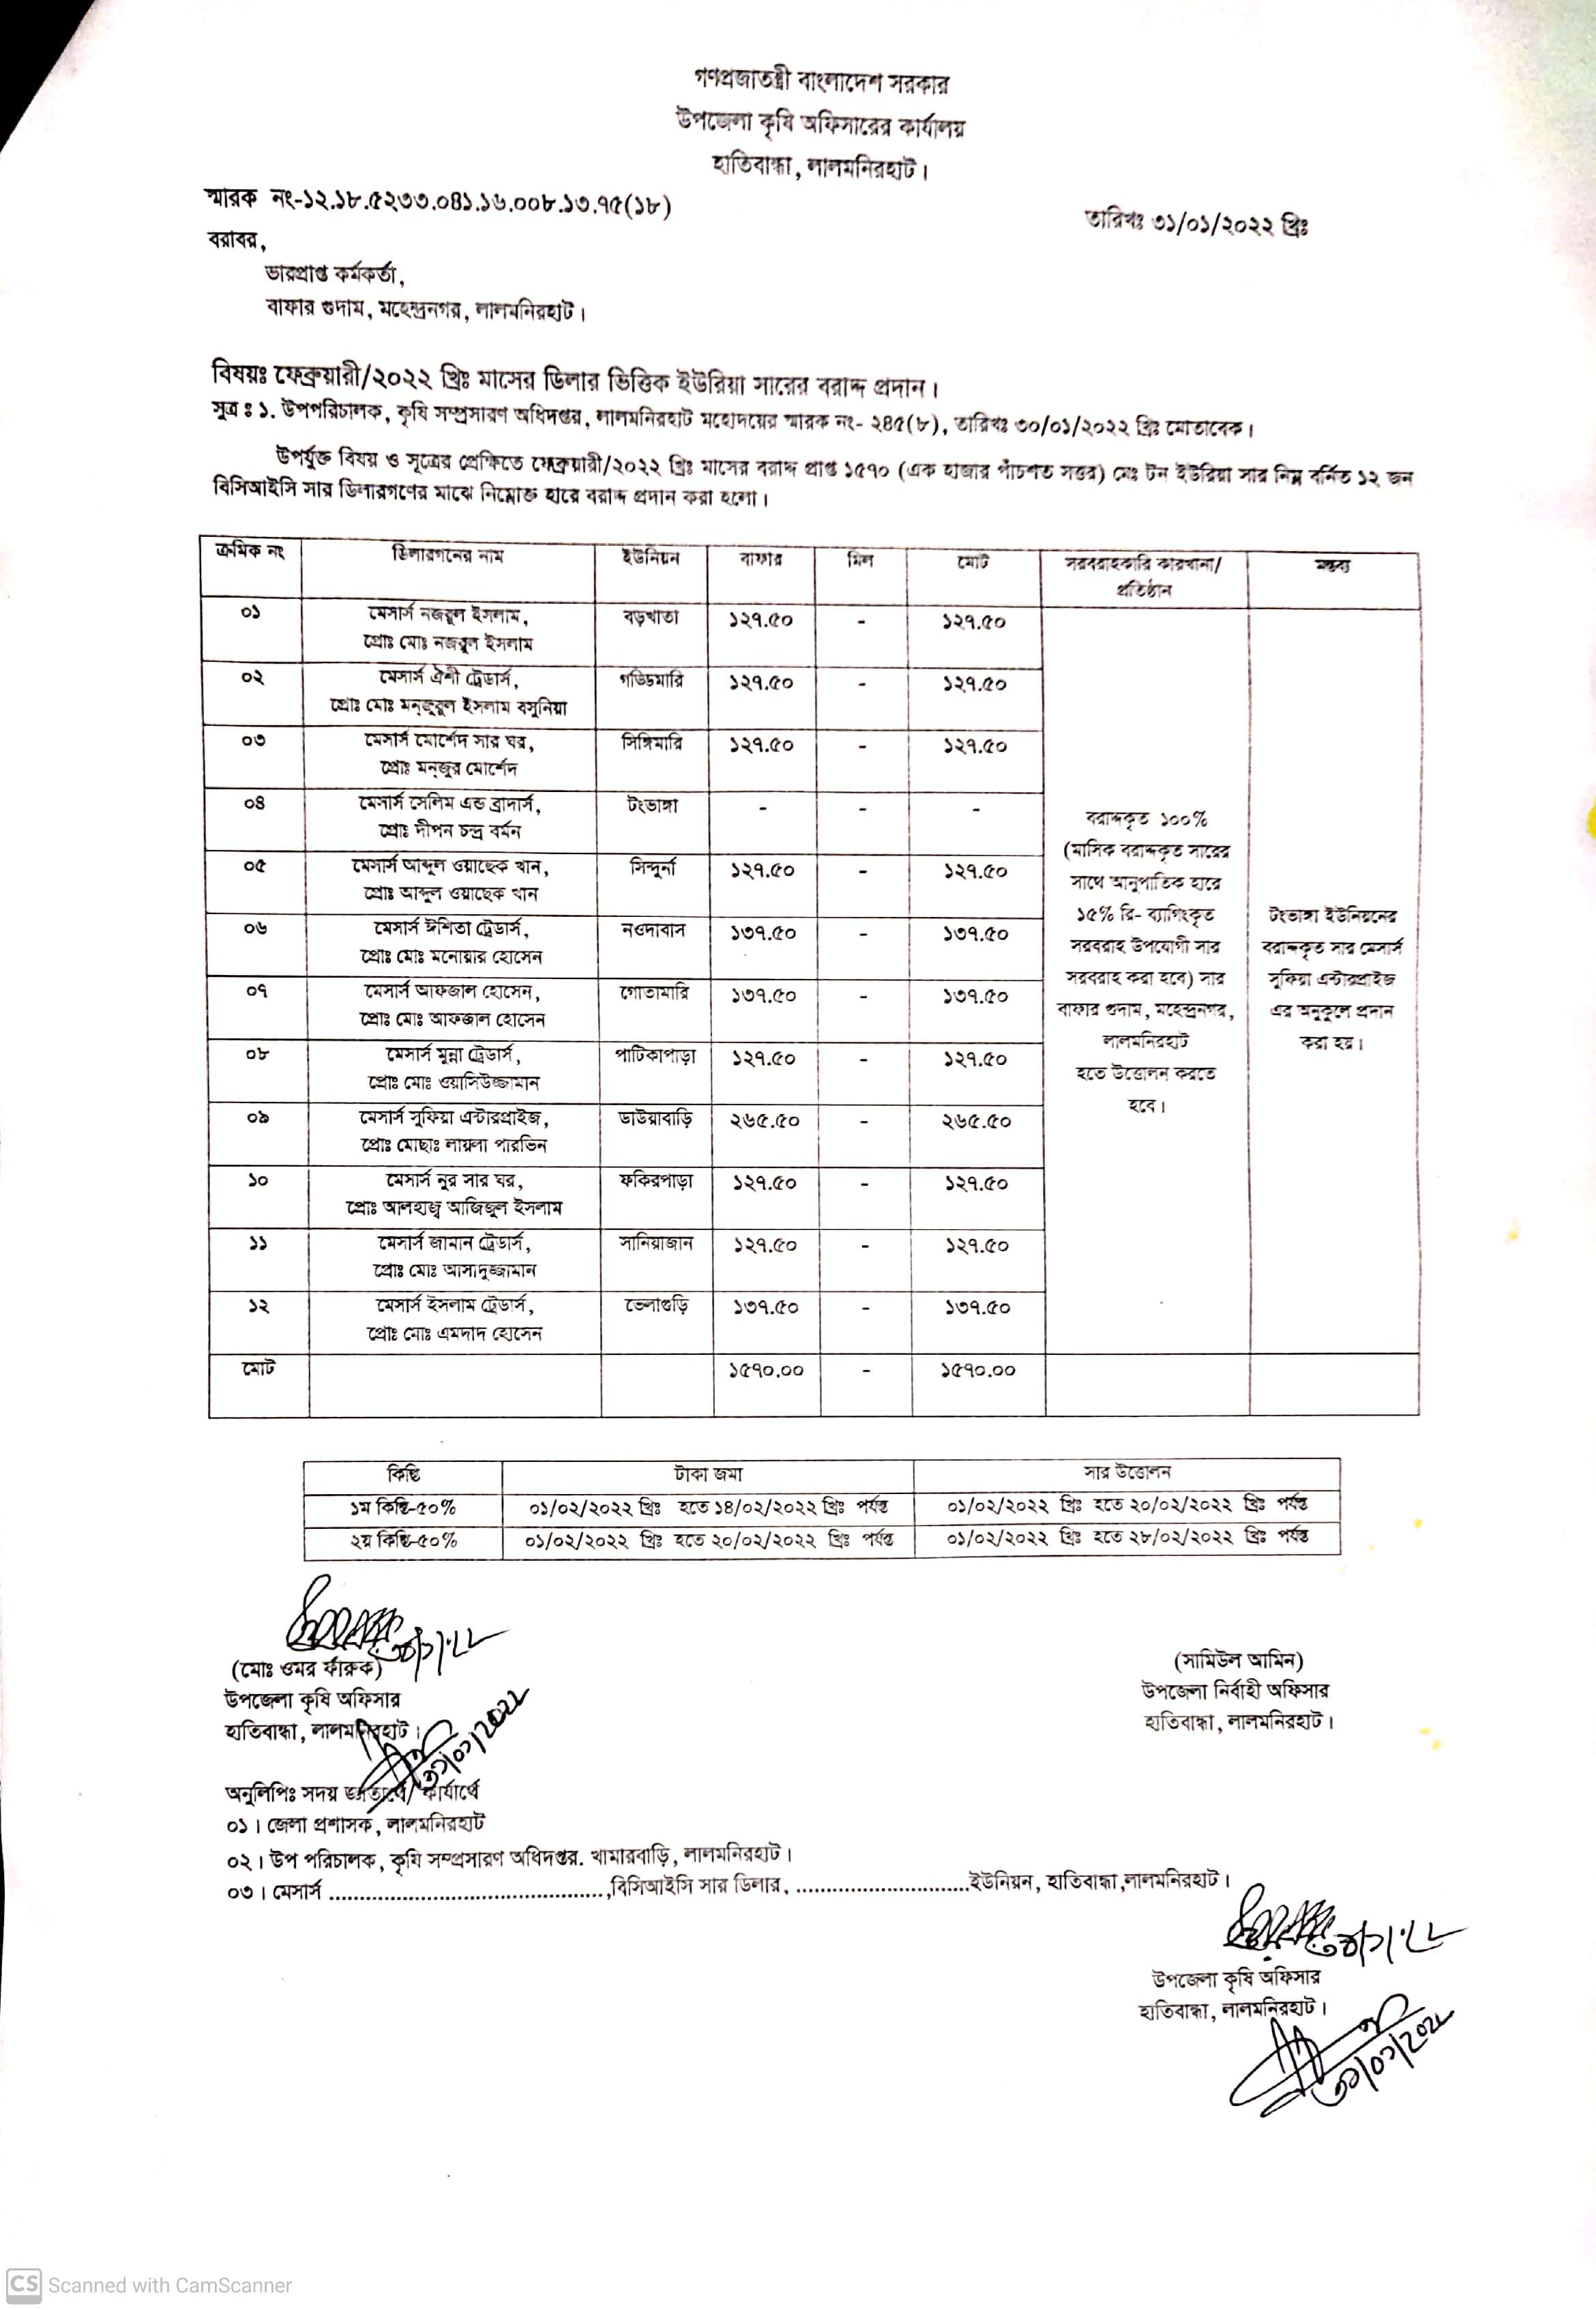 গণপ্রজাতন্ত্রী বাংলাদেশ সরকার
উপজেলা কৃষি অফিসারের কার্যালয়
হাতিবান্ধা, লালমনিরহাট।
স্মারক নং-১২.১৮.৫২৩৩.০৪১.১৬.০০৮.১৩.৭৫(১৮)
তারিখঃ ৩১/০১/২০২২ খ্রিঃ
বরাবর,
ভারপ্রাপ্ত কর্মকর্তা,
বাফার গুদাম, মহেন্দ্রনগর, লালমনিরহাট।
বিষয়ঃ ফেব্রুয়ারী/২০২২ খ্রিঃ মাসের ডিলার ভিত্তিক ইউরিয়া সারের বরাদ্দ প্রদান।
সুত্র ঃ ১. উপপরিচালক, কৃষি সম্প্রসারণ অধিদপ্তর, লালমনিরহাট মহোদয়ের স্মারক নং- ২৪৫(৮), তারিখঃ ৩০/০১/২০২২ খ্রিঃ মোতাবেক।
উপর্যুক্ত বিষয় ও সূত্রের প্রেক্ষিতে ফেব্রুয়ারী/২০২২ খ্রিঃ মাসের বরাদ্দ প্রাপ্ত ১৫৭০ (এক হাজার পাঁচশত সত্তর) মেঃ টন ইউরিয়া সার নিম্ন বর্নিত ১২ জন
বিসিআইসি সার ডিলারগণের মাঝে নিম্নোক্ত হারে বরাদ্দ প্রদান করা হলো।
ক্রমিক নং ডিলারগনের নাম ইউনিয়ন বাফার মিল মোট সরবরাহকারি কারখানা/ মন্তব্য
প্রতিষ্ঠান
০১ মেসার্স নজরুল ইসলাম, বড়খাতা ১২৭.৫০ - ১২৭.৫০
প্রোঃ মোঃ নজরুল ইসলাম
০২ মেসার্স ঐশী ট্রেডার্স, গড্ডিমারি ১২৭.৫০ - ১২৭.৫০
প্রোঃ মোঃ মন্জুরুল ইসলাম বসুনিয়া
০৩ মেসার্স মোর্শেদ সার ঘর, সিঙ্গিমারি ১২৭.৫০ - ১২৭.৫০
প্রোঃ মন্জুর মোর্শেদ
০৪ মেসার্স সেলিম এন্ড ব্রাদার্স, টংভাঙ্গা - - -
প্রোঃ দীপন চন্দ্র বর্মন
০৫ মেসার্স আব্দুল ওয়াছেক খান, সিন্দুর্না ১২৭.৫০ - ১২৭.৫০
প্রোঃ আব্দুল ওয়াছেক খান
০৬ মেসার্স ঈশিতা ট্রেডার্স, নওদাবাস ১৩৭.৫০ - ১৩৭.৫০
প্রোঃ মোঃ মনোয়ার হোসেন
০৭ মেসার্স আফজাল হোসেন, গোতামারি ১৩৭.৫০ - ১৩৭.৫০
প্রোঃ মোঃ আফজাল হোসেন
০৮ মেসার্স মুন্না ট্রেডার্স, পাটিকাপাড়া ১২৭.৫০ - ১২৭.৫০
প্রোঃ মোঃ ওয়াসিউজ্জামান
০৯ মেসার্স সুফিয়া এন্টারপ্রাইজ, ডাউয়াবাড়ি ২৬৫.৫০ - ২৬৫.৫০
প্রোঃ মোছাঃ লায়লা পারভিন
১০ মেসার্স নুর সার ঘর, ফকিরপাড়া ১২৭.৫০ - ১২৭.৫০
প্রোঃ আলহাজ্ব আজিজুল ইসলাম
১১ মেসার্স জামান ট্রেডার্স, সানিয়াজান ১২৭.৫০ - ১২৭.৫০
প্রোঃ মোঃ আসাদুজ্জামান
১২ মেসার্স ইসলাম ট্রেডার্স, ভেলাগুড়ি ১৩৭.৫০ - ১৩৭.৫০
প্রোঃ মোঃ এমদাদ হোসেন
বরাদ্দকৃত ১০০%
(মাসিক বরাদ্দকৃত সারের
সাথে আনুপাতিক হারে
১৫% রি- ব্যাগিংকৃত
সরবরাহ উপযোগী সার
সরবরাহ করা হবে) সার
বাফার গুদাম, মহেন্দ্রনগর,
লালমনিরহাট
হতে উত্তোলন করতে
হবে।
টংভাঙ্গা ইউনিয়নের
বরাদ্দকৃত সার মেসার্স
সুফিয়া এন্টারপ্রাইজ
এর অনুকুলে প্রদান
করা হয়।
মোট ১৫৭০.০০ - ১৫৭০.০০
কিস্তি টাকা জমা সার উত্তোলন
১ম কিস্তি-৫০% ০১/০২/২০২২ খ্রিঃ হতে ১৪/০২/২০২২ খ্রিঃ পর্যন্ত ০১/০২/২০২২ খ্রিঃ হতে ২০/০২/২০২২ খ্রিঃ পর্যন্ত
২য় কিস্তি-৫০% ০১/০২/২০২২ খ্রিঃ হতে ২০/০২/২০২২ খ্রিঃ পর্যন্ত ০১/০২/২০২২ খ্রিঃ হতে ২৮/০২/২০২২ খ্রিঃ পর্যন্ত
(মোঃ ওমর ফারুক)
উপজেলা কৃষি অফিসার
হাতিবান্ধা, লালমনিরহাট।
(সামিউল আমিন)
উপজেলা নির্বাহী অফিসার
হাতিবান্ধা, লালমনিরহাট।
৩১/০১/২০২২
অনুলিপিঃ সদয় জ্ঞাতার্থে/ কার্যার্থে
০১। জেলা প্রশাসক, লালমনিরহাট
০২। উপ পরিচালক, কৃষি সম্প্রসারণ অধিদপ্তর. খামারবাড়ি, লালমনিরহাট।
০৩। মেসার্স ........................................,বিসিআইসি সার ডিলার, ..........................ইউনিয়ন, হাতিবান্ধা,লালমনিরহাট।
উপজেলা কৃষি অফিসার
হাতিবান্ধা, লালমনিরহাট।
৩১/০১/২০২২
CS Scanned with CamScanner